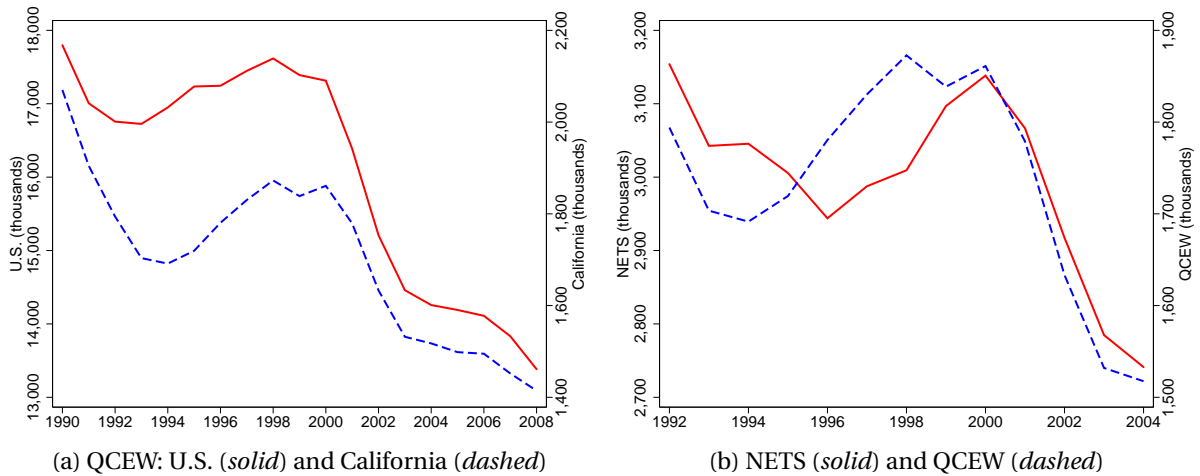 18,000
17,000
16,000
15,000
14,000
13,000
U.S. (thousands)
2,200
2,000
1,800
1,600
1,400
California (thousands)
1990 1992 1994 1996 1998 2000 2002 2004 2006 2008
(a) QCEW: U.S. (solid) and California (dashed)
3,200
3,100
3,000
2,900
2,800
2,700
NETS (thousands)
1,900
1,800
1,700
1,600
1,500
QCEW (thousands)
1992 1994 1996 1998 2000 2002 2004
(b) NETS (solid) and QCEW (dashed)